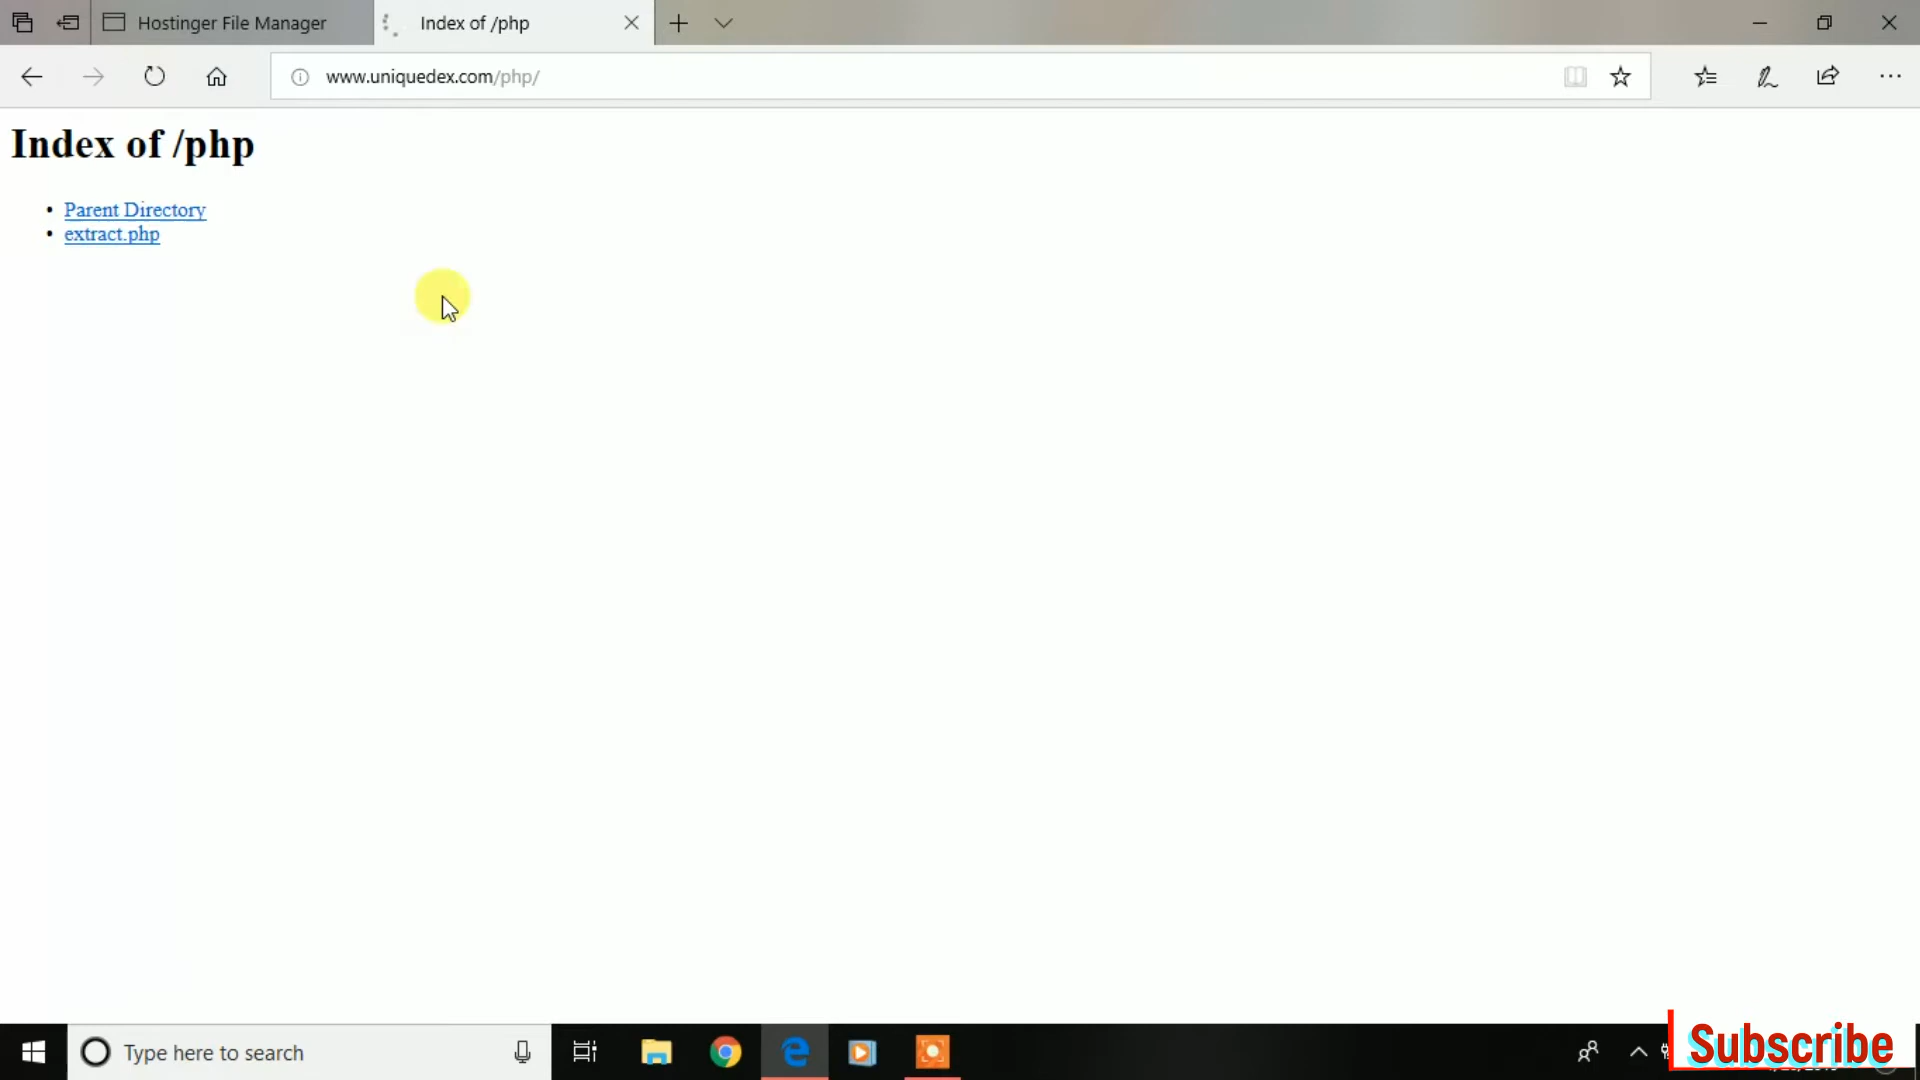 Hostinger File Manager
Index of /php
www.uniquedex.com/php/
Index of /php
• Parent Directory
• extract.php
Type here to search
Subscribe